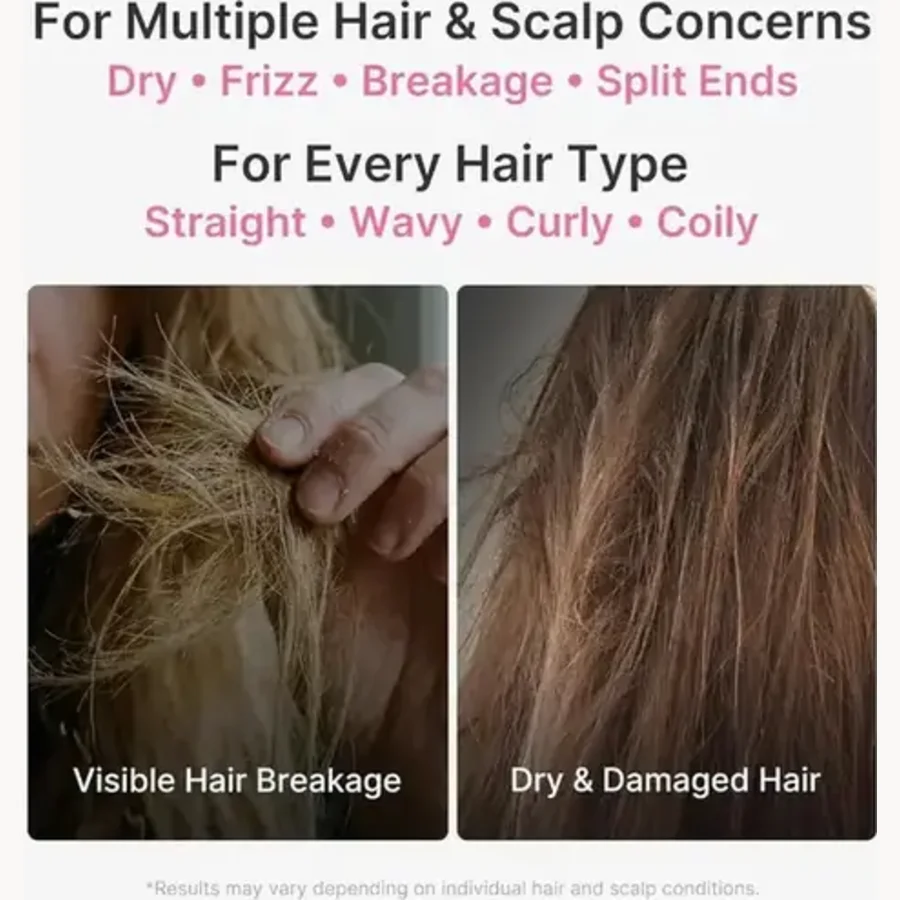 For Multiple Hair & Scalp Concerns
Dry • Frizz • Breakage • Split Ends
For Every Hair Type
Straight • Wavy • Curly • Coily
Visible Hair Breakage
Dry & Damaged Hair
*Results may vary depending on individual hair and scalp conditions.